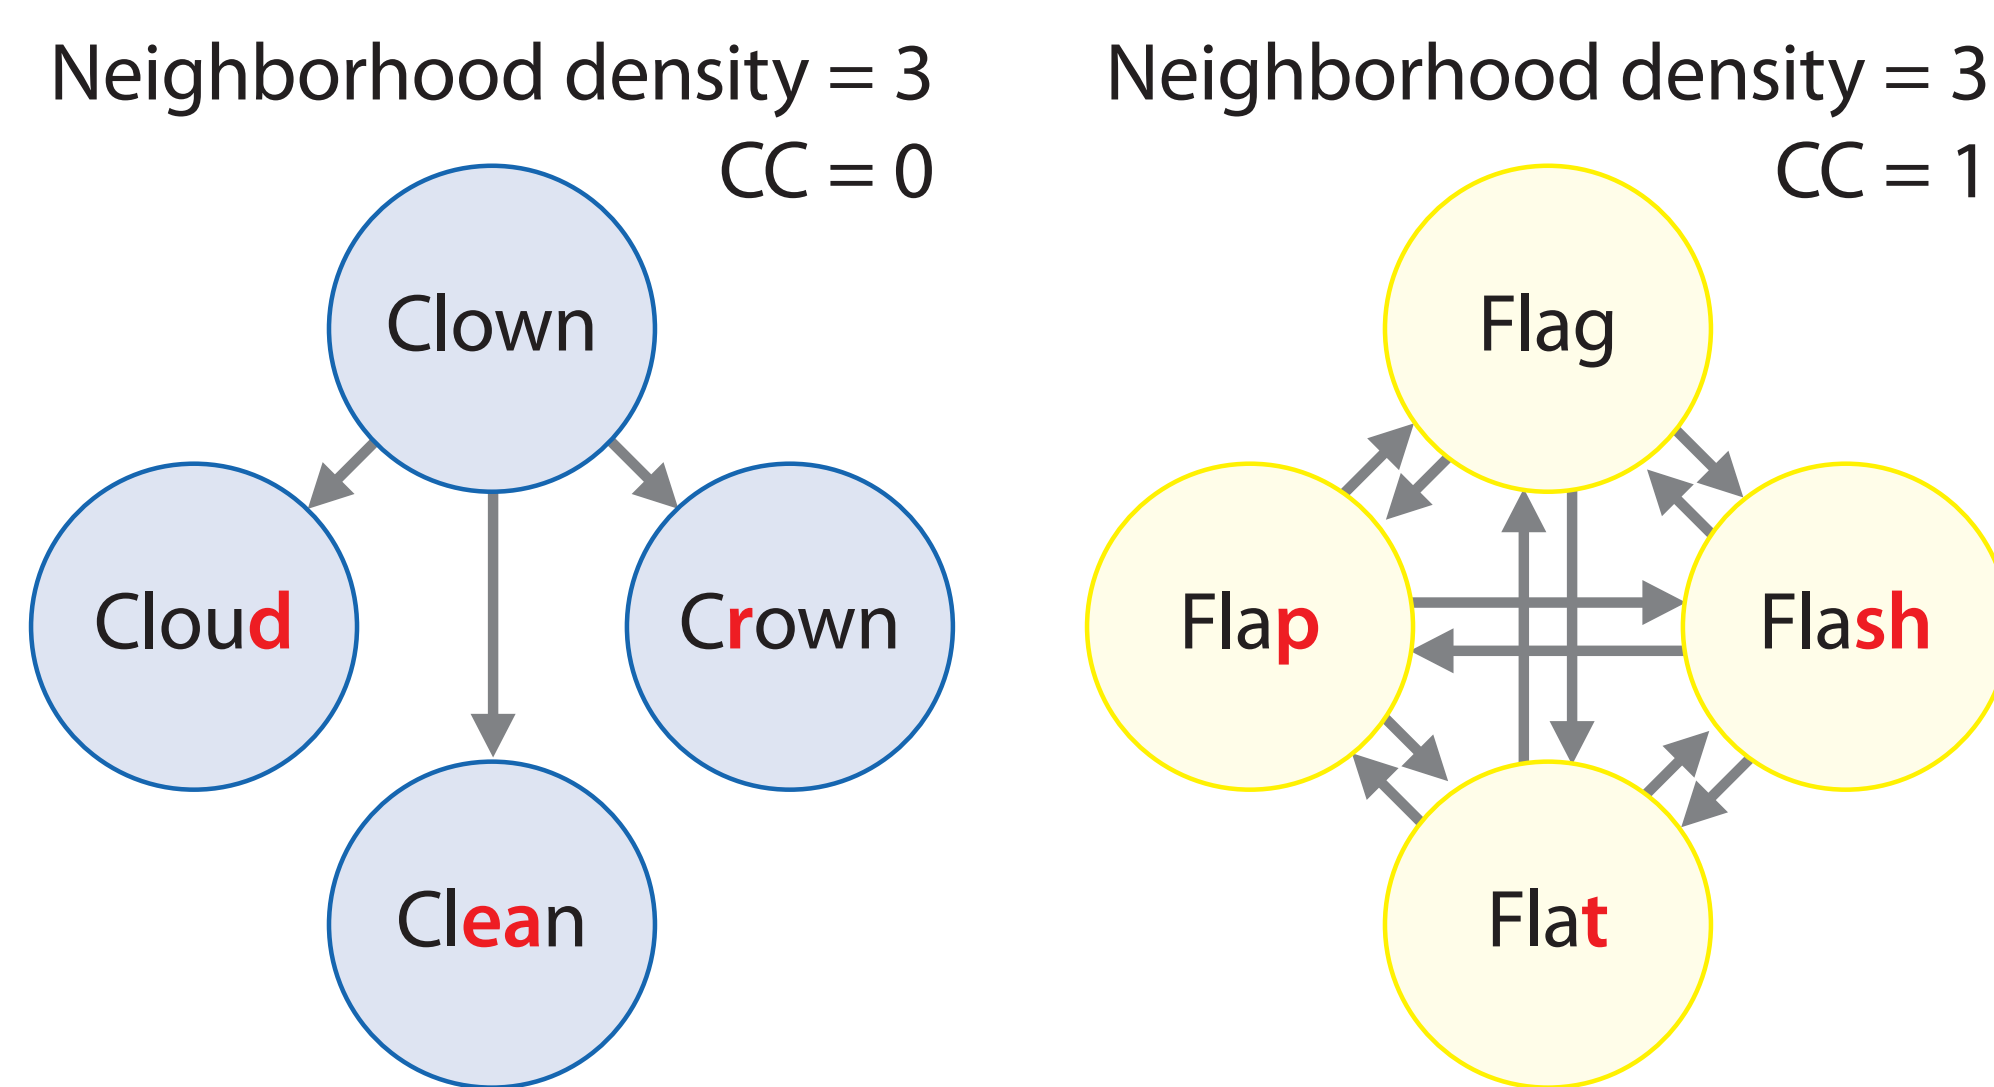 Neighborhood density = 3
CC = 0
Clown
Cloud
Crown
Clean
Neighborhood density = 3
CC = 1
Flag
Flap
Flash
Flat